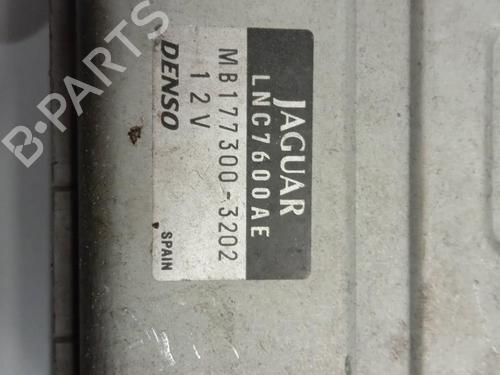 JAGUAR
LNC7600AE
MB177300-3202
12V
DENSO
SPAIN
B-PARTS